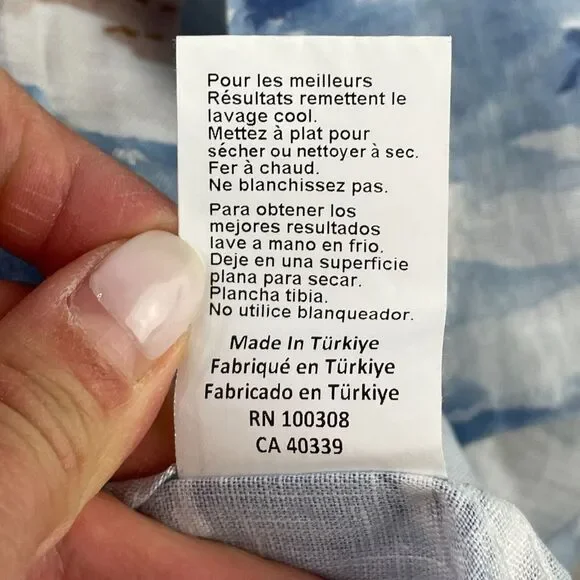 Pour les meilleurs
Résultats remettent le
lavage cool.
Mettez à plat pour
sécher ou nettoyer à sec.
Fer à chaud.
Ne blanchissez pas.
Para obtener los
mejores resultados
lave a mano en frio.
Deje en una superficie
plana para secar.
Plancha tibia.
No utilice blanqueador.
Made In Türkiye
Fabriqué en Türkiye
Fabricado en Türkiye
RN 100308
CA 40339